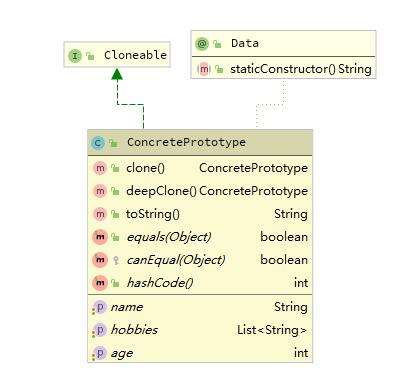 I Cloneable
@ Data
m staticConstructor() String
C ConcretePrototype
m clone() ConcretePrototype
m deepClone() ConcretePrototype
m toString() String
m equals(Object) boolean
m canEqual(Object) boolean
m hashCode() int
p name String
p hobbies List<String>
p age int